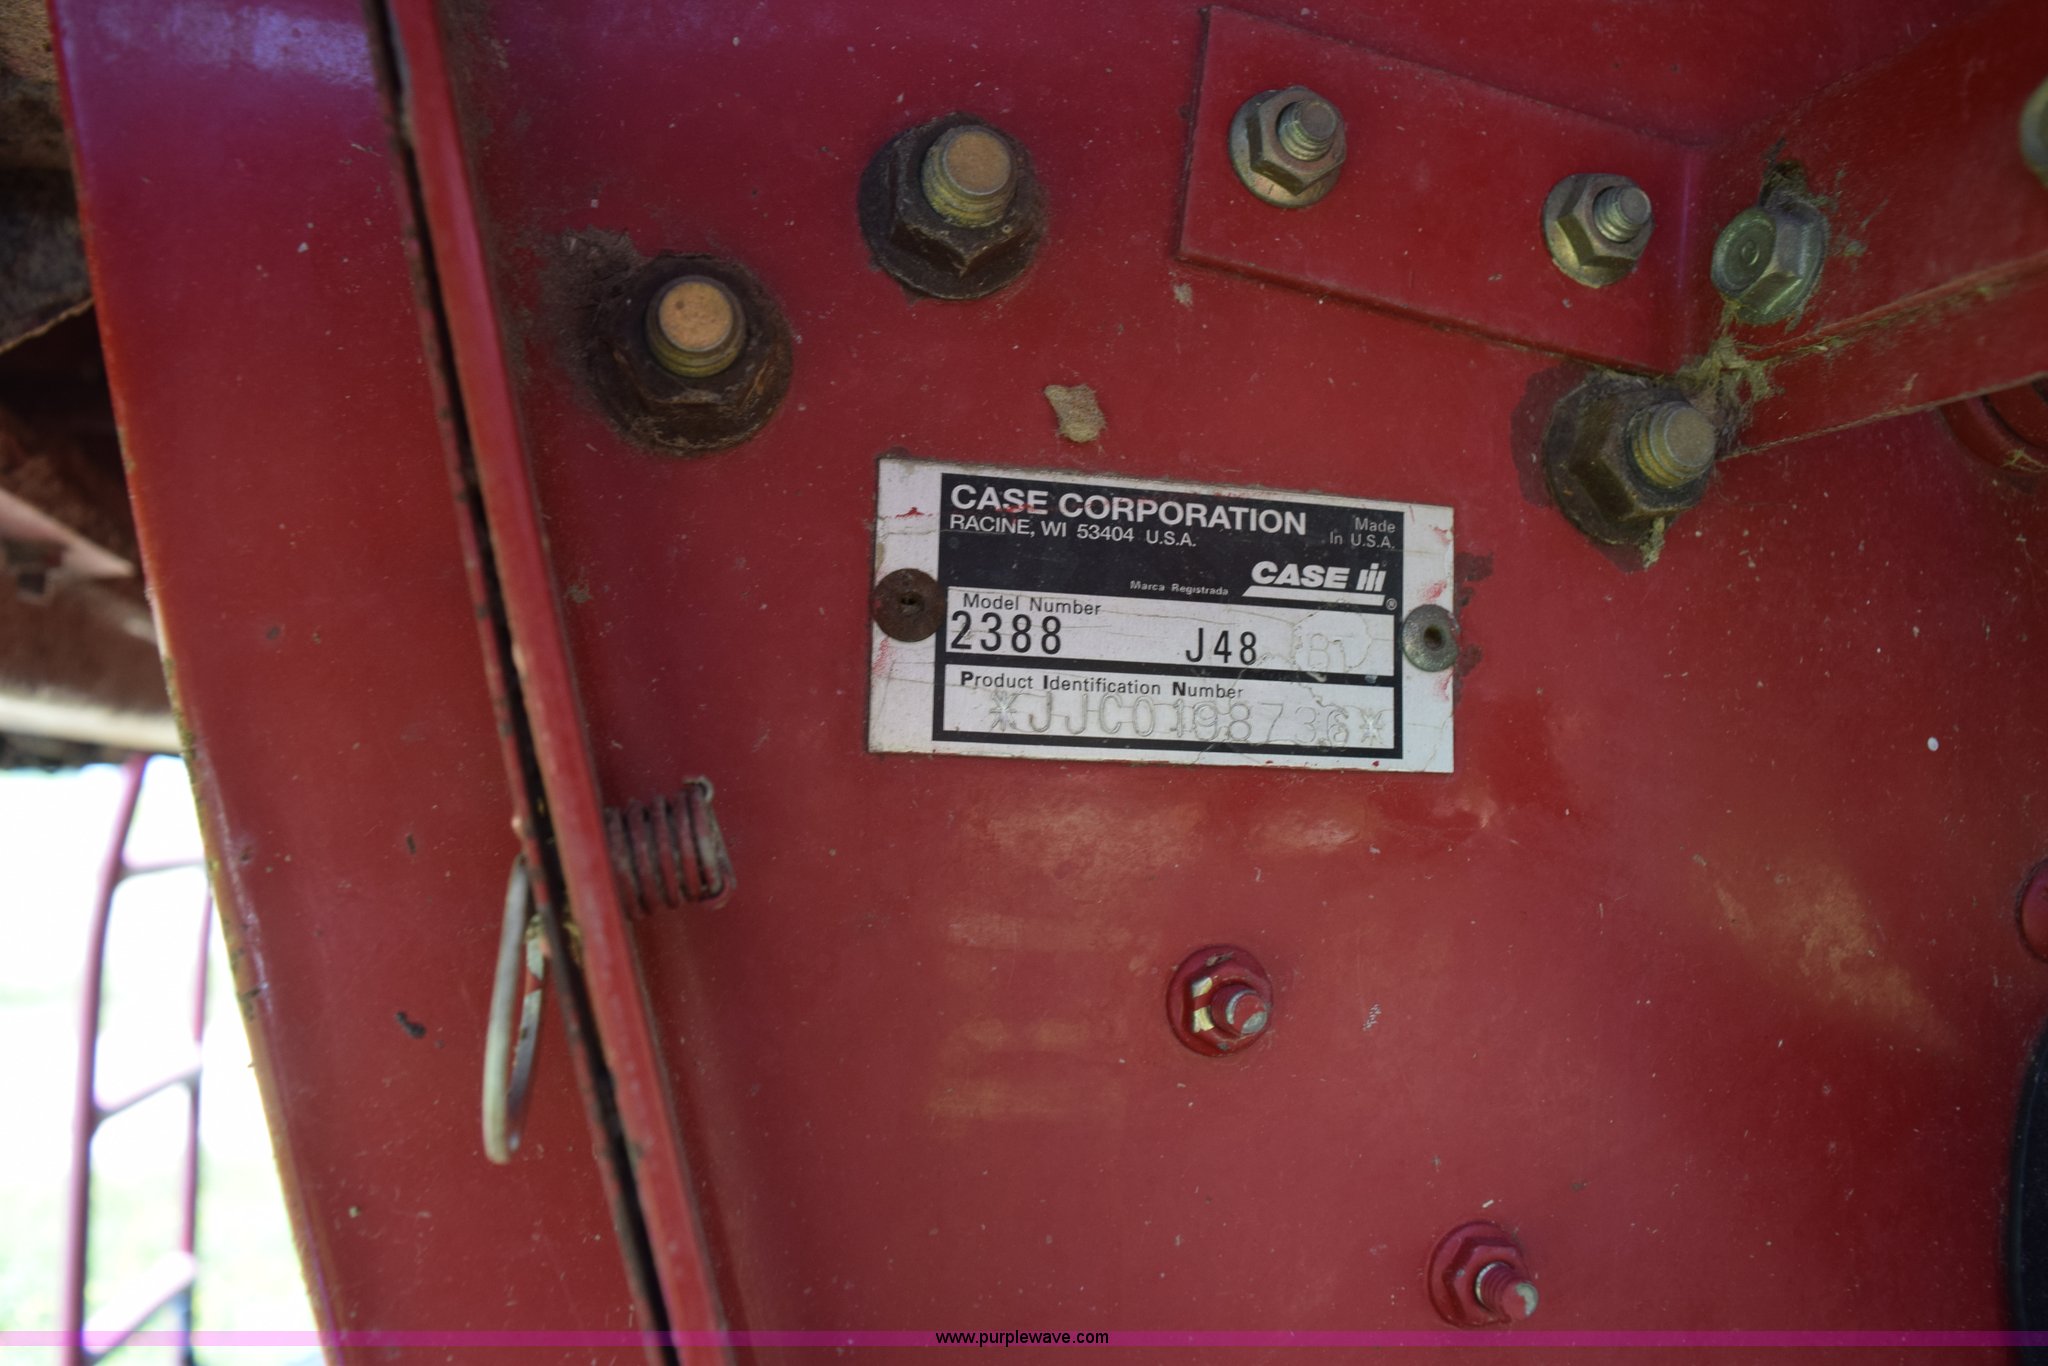 CASE CORPORATION
RACINE, WI 53404 U.S.A.
Made
In U.S.A.
CASE IH
®
Marca Registrada
Model Number
2388 J48 B1
Product Identification Number
*JJC0198736*
www.purplewave.com